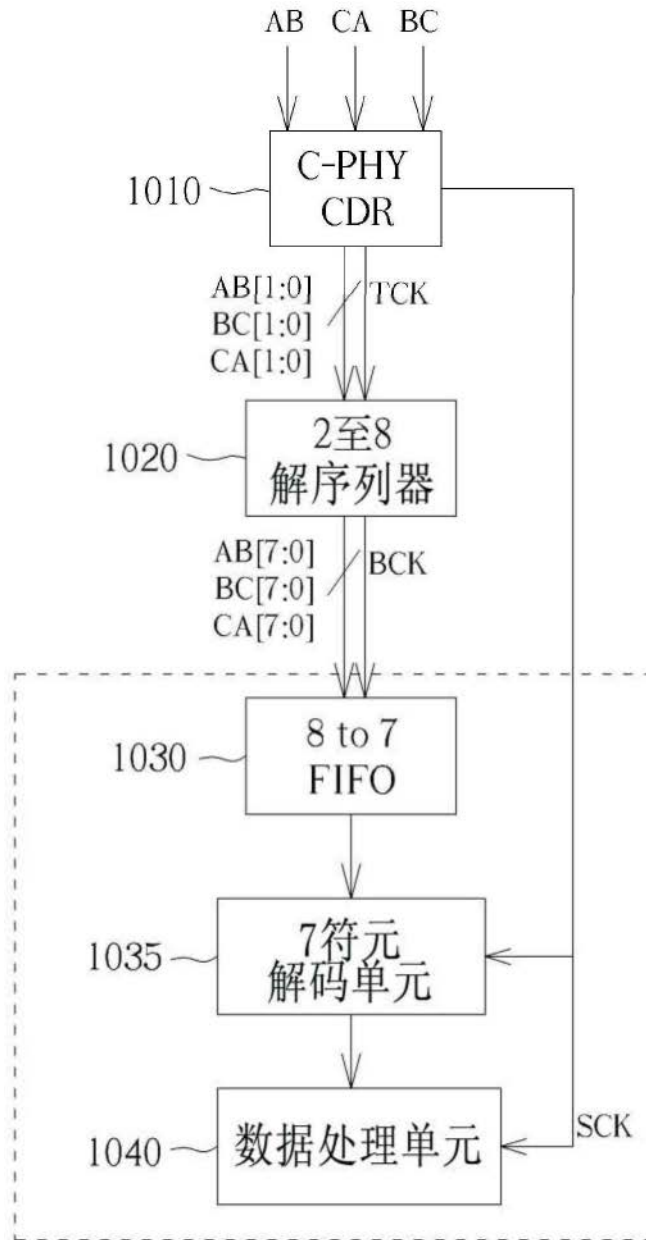 AB CA BC
C-PHY
CDR
1010
AB[1:0]
BC[1:0]
CA[1:0]
TCK
2至8
解序列器
1020
AB[7:0]
BC[7:0]
CA[7:0]
BCK
8 to 7
FIFO
1030
7符元
解码单元
1035
数据处理单元
1040
SCK